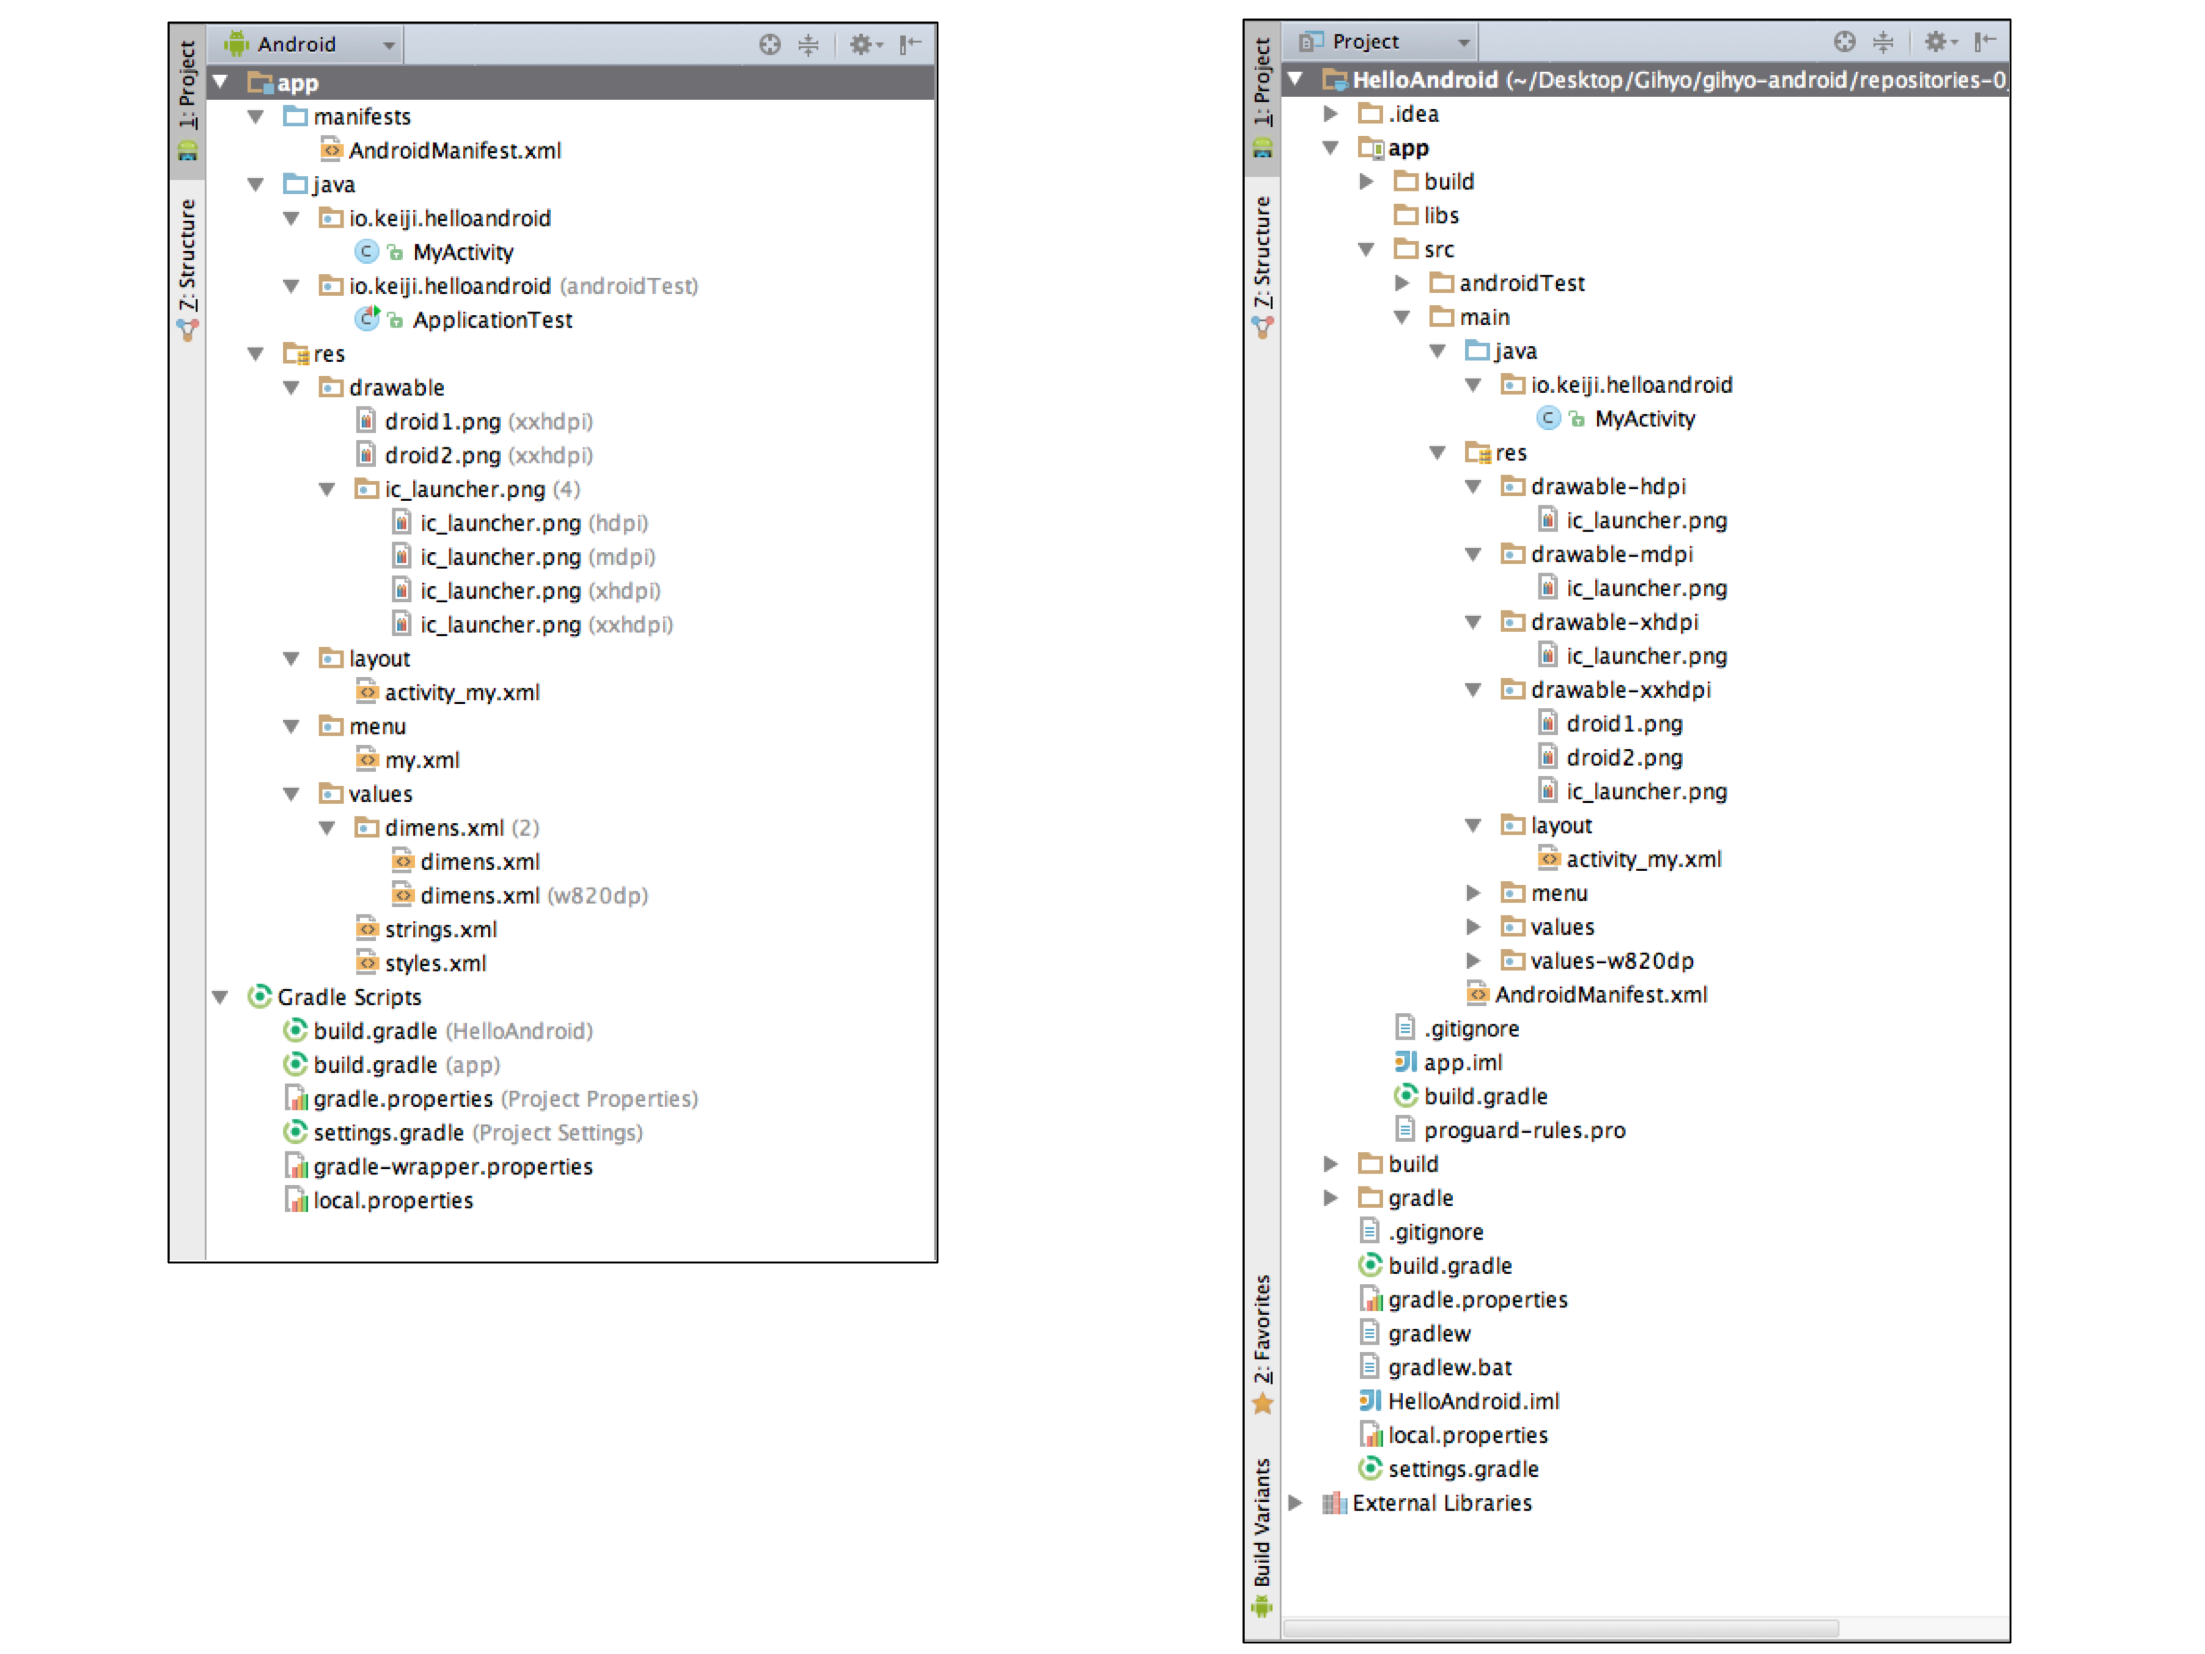 1: Project
7: Structure
Android
app
manifests
AndroidManifest.xml
java
io.keiji.helloandroid
MyActivity
io.keiji.helloandroid (androidTest)
ApplicationTest
res
drawable
droid1.png (xxhdpi)
droid2.png (xxhdpi)
ic_launcher.png (4)
ic_launcher.png (hdpi)
ic_launcher.png (mdpi)
ic_launcher.png (xhdpi)
ic_launcher.png (xxhdpi)
layout
activity_my.xml
menu
my.xml
values
dimens.xml (2)
dimens.xml
dimens.xml (w820dp)
strings.xml
styles.xml
Gradle Scripts
build.gradle (HelloAndroid)
build.gradle (app)
gradle.properties (Project Properties)
settings.gradle (Project Settings)
gradle-wrapper.properties
local.properties
1: Project
7: Structure
2: Favorites
Build Variants
Project
HelloAndroid (~/Desktop/Gihyo/gihyo-android/repositories-0
.idea
app
build
libs
src
androidTest
main
java
io.keiji.helloandroid
MyActivity
res
drawable-hdpi
ic_launcher.png
drawable-mdpi
ic_launcher.png
drawable-xhdpi
ic_launcher.png
drawable-xxhdpi
droid1.png
droid2.png
ic_launcher.png
layout
activity_my.xml
menu
values
values-w820dp
AndroidManifest.xml
.gitignore
app.iml
build.gradle
proguard-rules.pro
build
gradle
.gitignore
build.gradle
gradle.properties
gradlew
gradlew.bat
HelloAndroid.iml
local.properties
settings.gradle
External Libraries